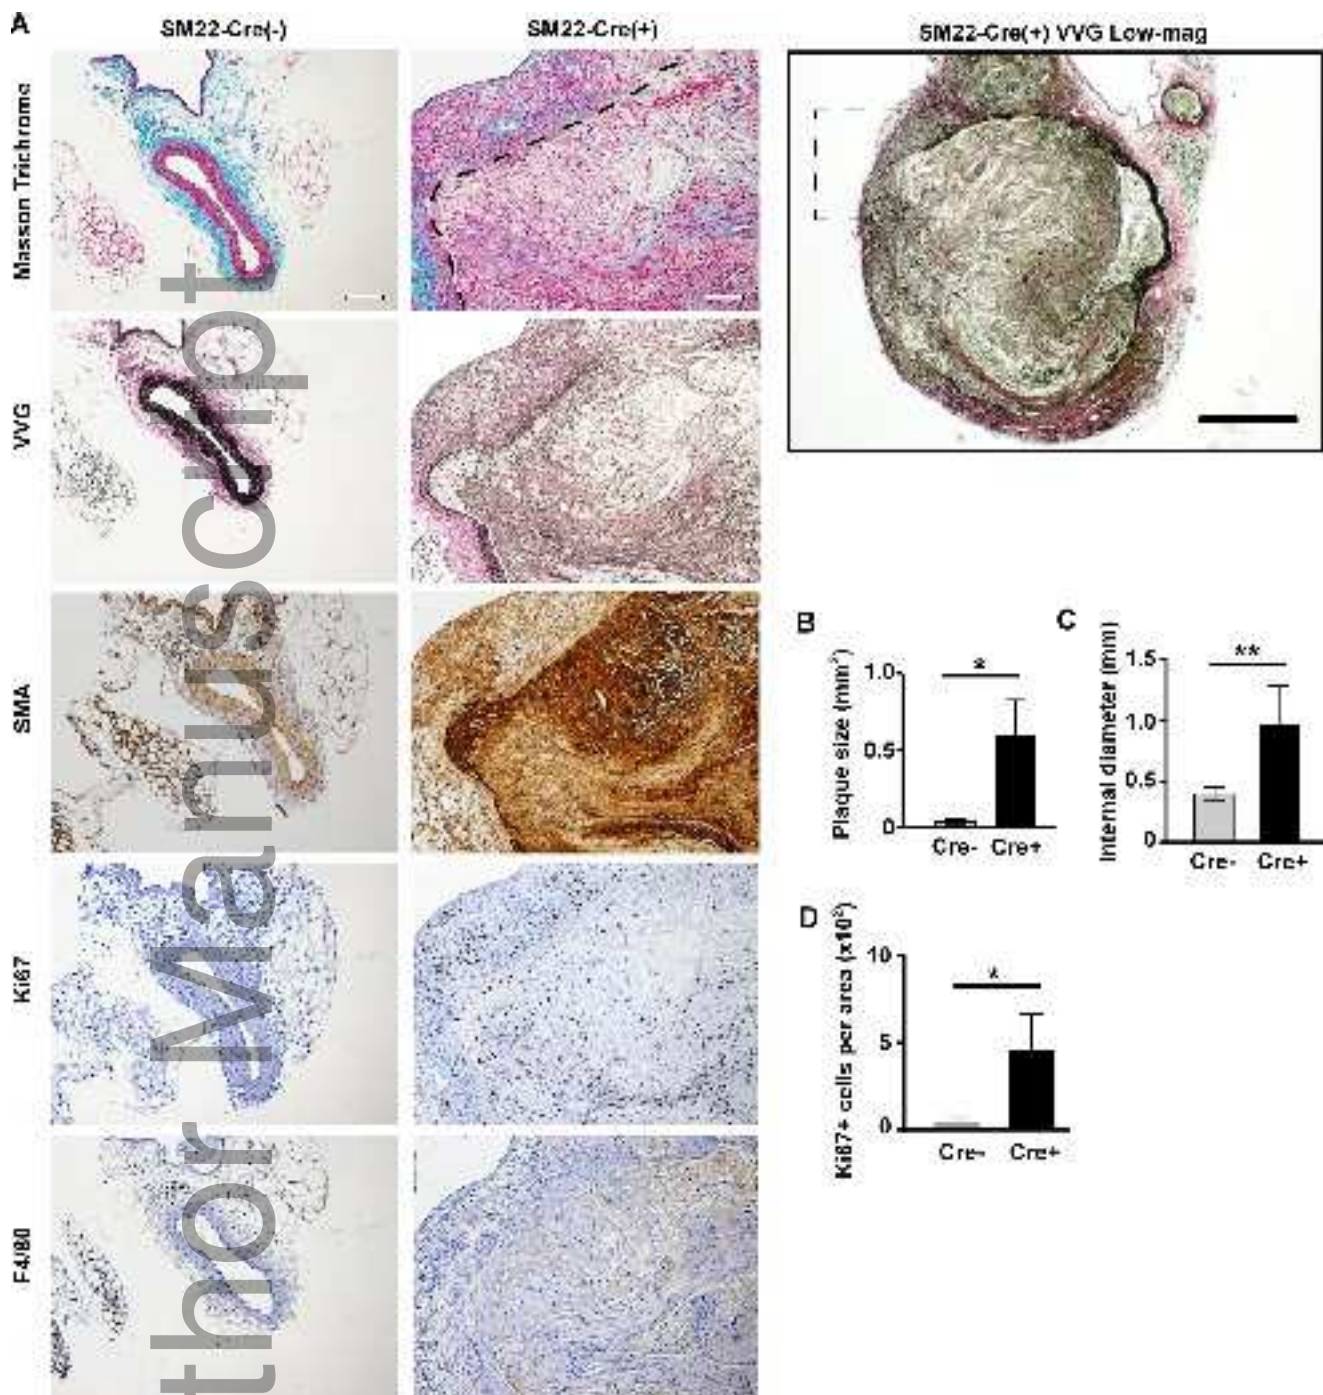 A
SM22-Cre(-)
SM22-Cre(+)
SM22-Cre(+) VVG Low-mag
Masson Trichrome
VVG
SMA
Ki67
F4/80
thor Manuscript
B
Plaque size (mm²)
1.0
0.5
0
*
Cre- Cre+
C
Internal diameter (mm)
1.5
1.0
0.5
0
**
Cre- Cre+
D
Ki67+ cells per area (x10²)
10
5
0
*
Cre- Cre+